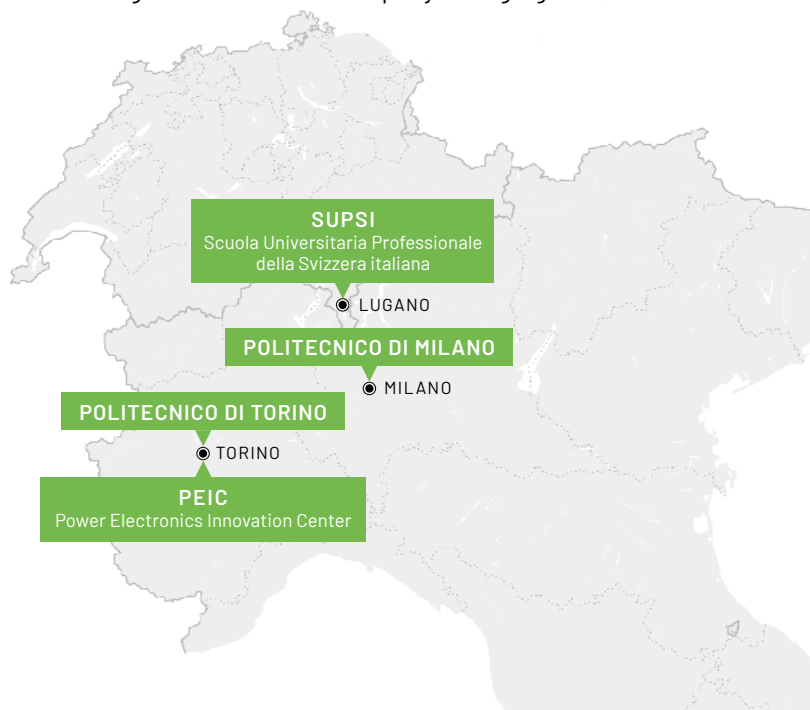 SUPSI
Scuola Universitaria Professionale
della Svizzera italiana
LUGANO
POLITECNICO DI MILANO
MILANO
POLITECNICO DI TORINO
TORINO
PEIC
Power Electronics Innovation Center